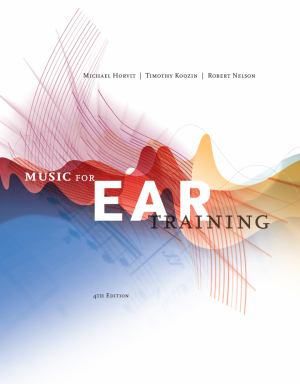 MICHAEL HORVIT | TIMOTHY KOOZIN | ROBERT NELSON
MUSIC FOR
EAR
TRAINING
4TH EDITION